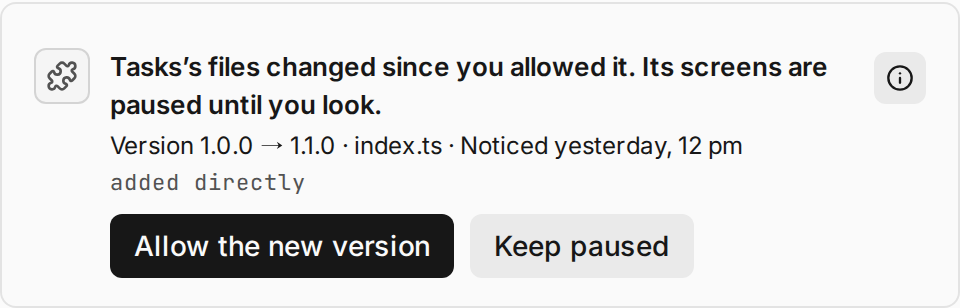 Tasks’s files changed since you allowed it. Its screens are
paused until you look.
Version 1.0.0 → 1.1.0 · index.ts · Noticed yesterday, 12 pm
added directly
Allow the new version
Keep paused